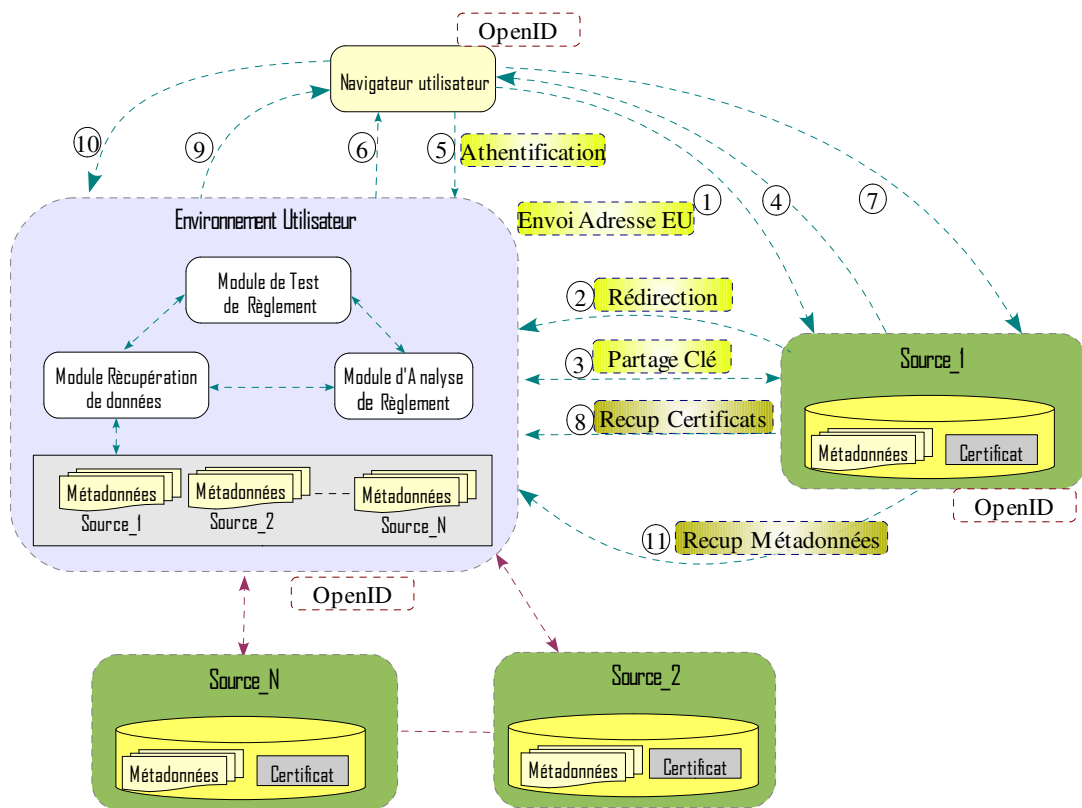 OpenID
Navigateur utilisateur
10
9
6
5
Athentification
Envoi Adresse EU
1
4
7
Environnement Utilisateur
Module de Test
de Règlement
2
Rédirection
Module Rècupération
de données
Module d'Analyse
de Règlement
3
Partage Clé
Source_1
8
Recup Certificats
Métadonnées
Certificat
Métadonnées
Métadonnées
Métadonnées
Source_1
Source_2
Source_N
OpenID
11
Recup Métadonnées
OpenID
Source_N
Source_2
Métadonnées
Certificat
Métadonnées
Certificat